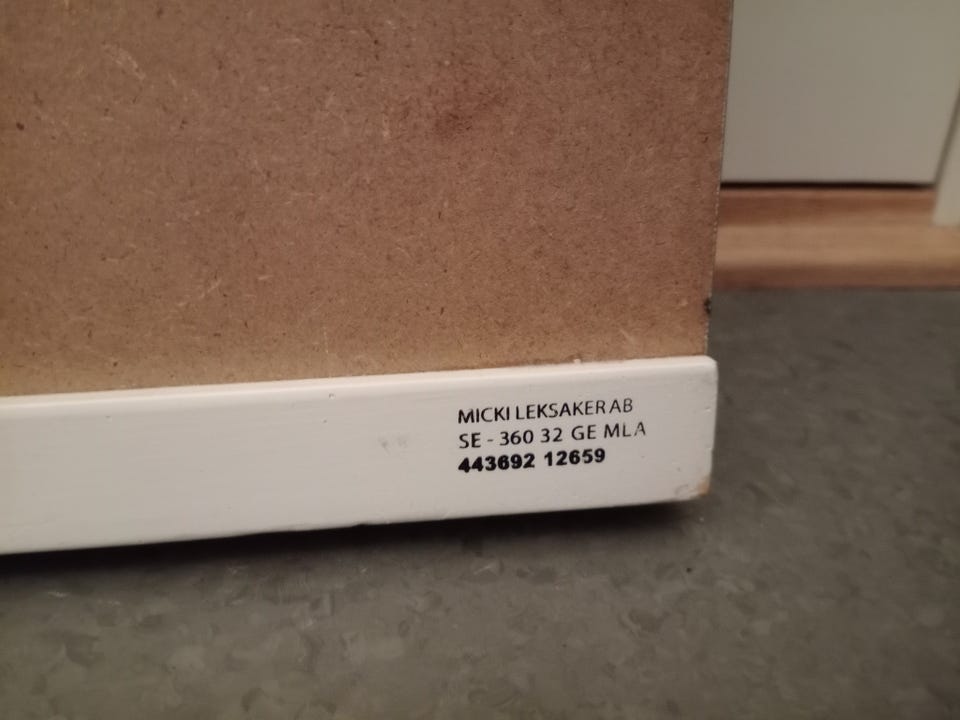 MICKI LEKSAKER AB
SE - 360 32 GE MLA
443692 12659